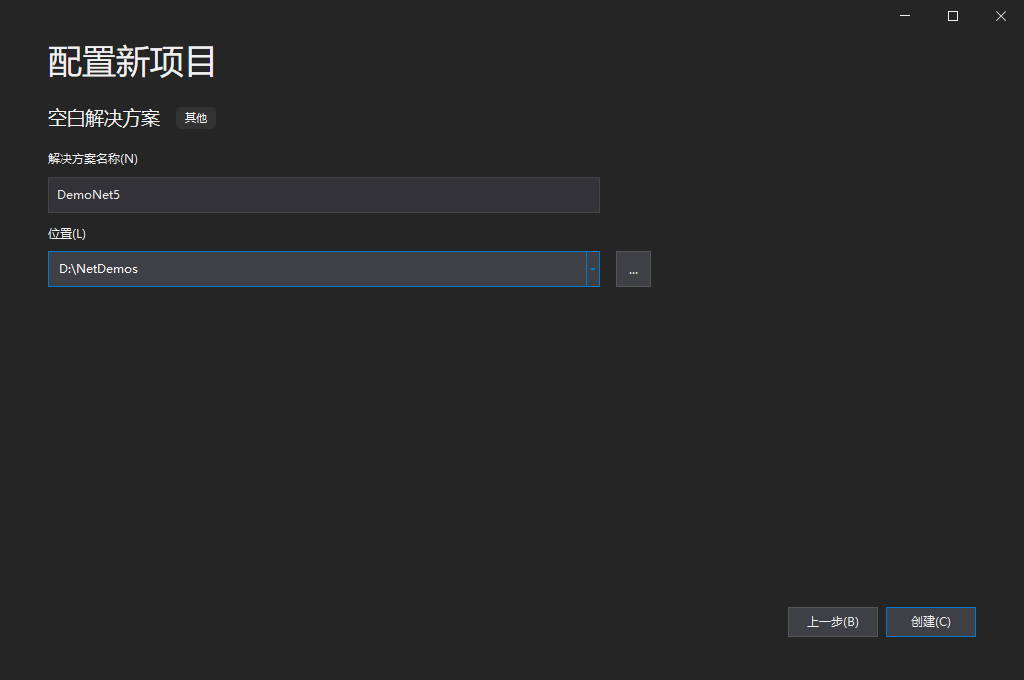 配置新项目
空白解决方案 其他
解决方案名称(N)
DemoNet5
位置(L)
D:\NetDemos ...
上一步(B) 创建(C)